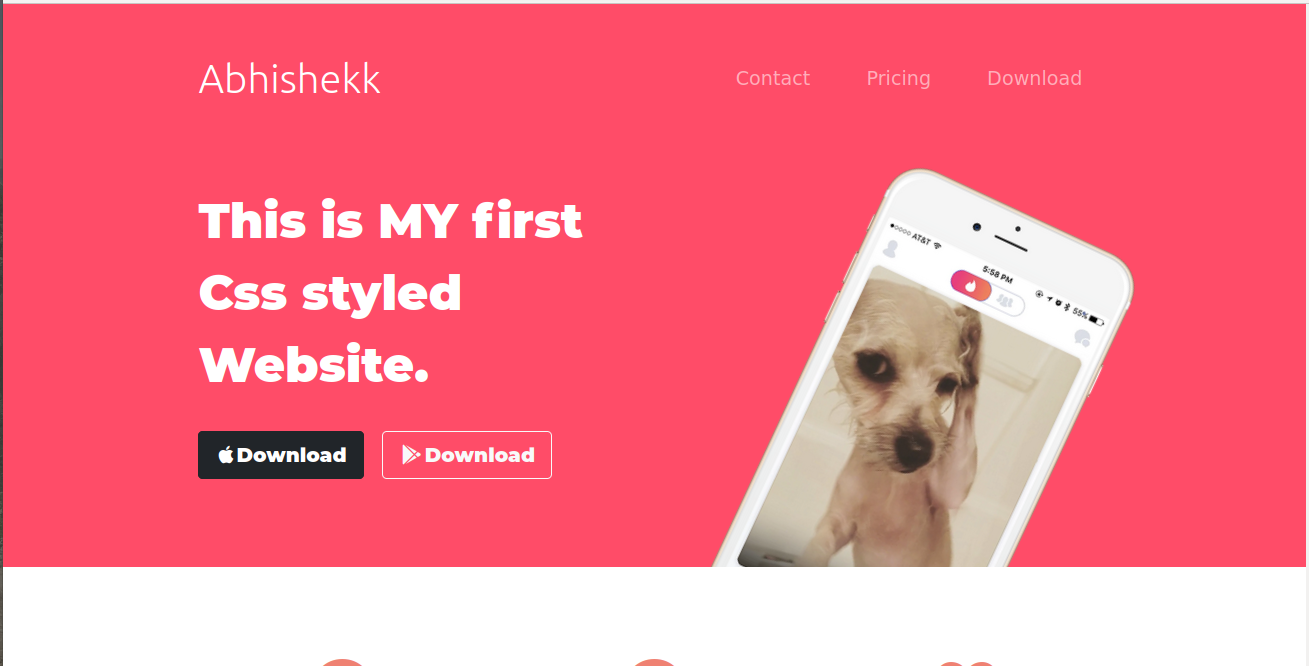 Abhishekk
Contact Pricing Download
This is MY first
Css styled
Website.
Download Download
AT&T 5:58 PM 55%